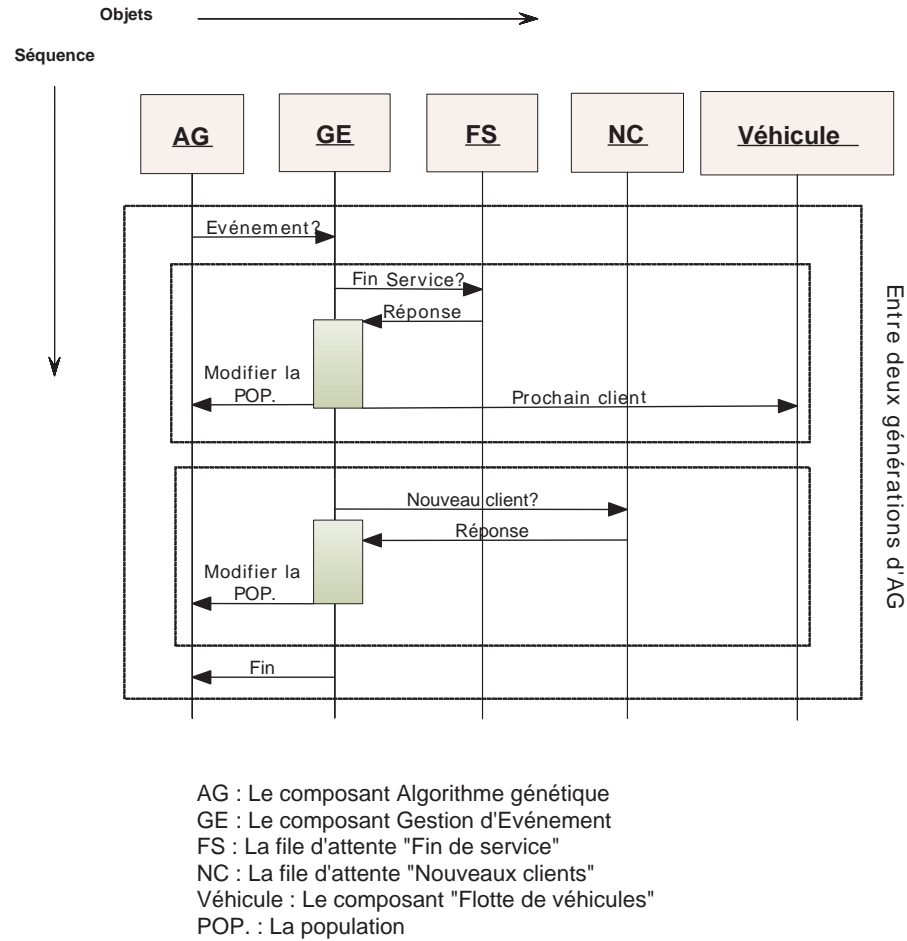 Objets
Séquence
AG
GE
FS
NC
Véhicule
Evénement?
Fin Service?
Réponse
Modifier la
POP.
Prochain client
Nouveau client?
Réponse
Modifier la
POP.
Fin
Entre deux générations d'AG
AG : Le composant Algorithme génétique
GE : Le composant Gestion d'Evénement
FS : La file d'attente "Fin de service"
NC : La file d'attente "Nouveaux clients"
Véhicule : Le composant "Flotte de véhicules"
POP. : La population